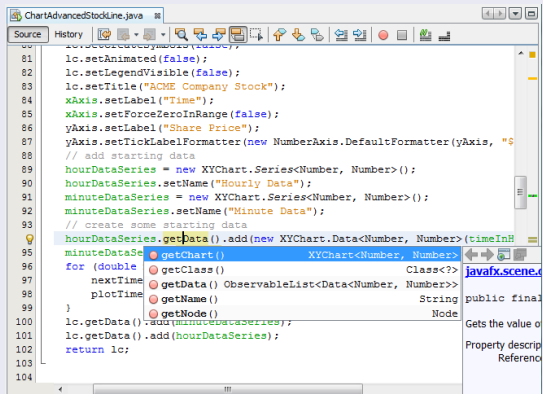 ChartAdvancedStockLine.java
Source History
80 lc.setCreateSymbols(false);
81 lc.setAnimated(false);
82 lc.setLegendVisible(false);
83 lc.setTitle("ACME Company Stock");
84 xAxis.setLabel("Time");
85 xAxis.setForceZeroInRange(false);
86 yAxis.setLabel("Share Price");
87 yAxis.setTickLabelFormatter(new NumberAxis.DefaultFormatter(yAxis, "$
88 // add starting data
89 hourDataSeries = new XYChart.Series<Number, Number>();
90 hourDataSeries.setName("Hourly Data");
91 minuteDataSeries = new XYChart.Series<Number, Number>();
92 minuteDataSeries.setName("Minute Data");
93 // create some starting data
hourDataSeries.getData().add(new XYChart.Data<Number, Number>(timeInH
95 minuteDataSe
96 for (double
97 nextTime
98 plotTime
99 }
100 lc.getData().add(minuteDataSeries);
101 lc.getData().add(hourDataSeries);
102 return lc;
103
104
getChart() XYChart<Number, Number>
getClass() Class<?>
getData() ObservableList<Data<Number, Number>>
getName() String
getNode() Node
javafx.scene.c
public final
Gets the value o
Property descrip
Referenc